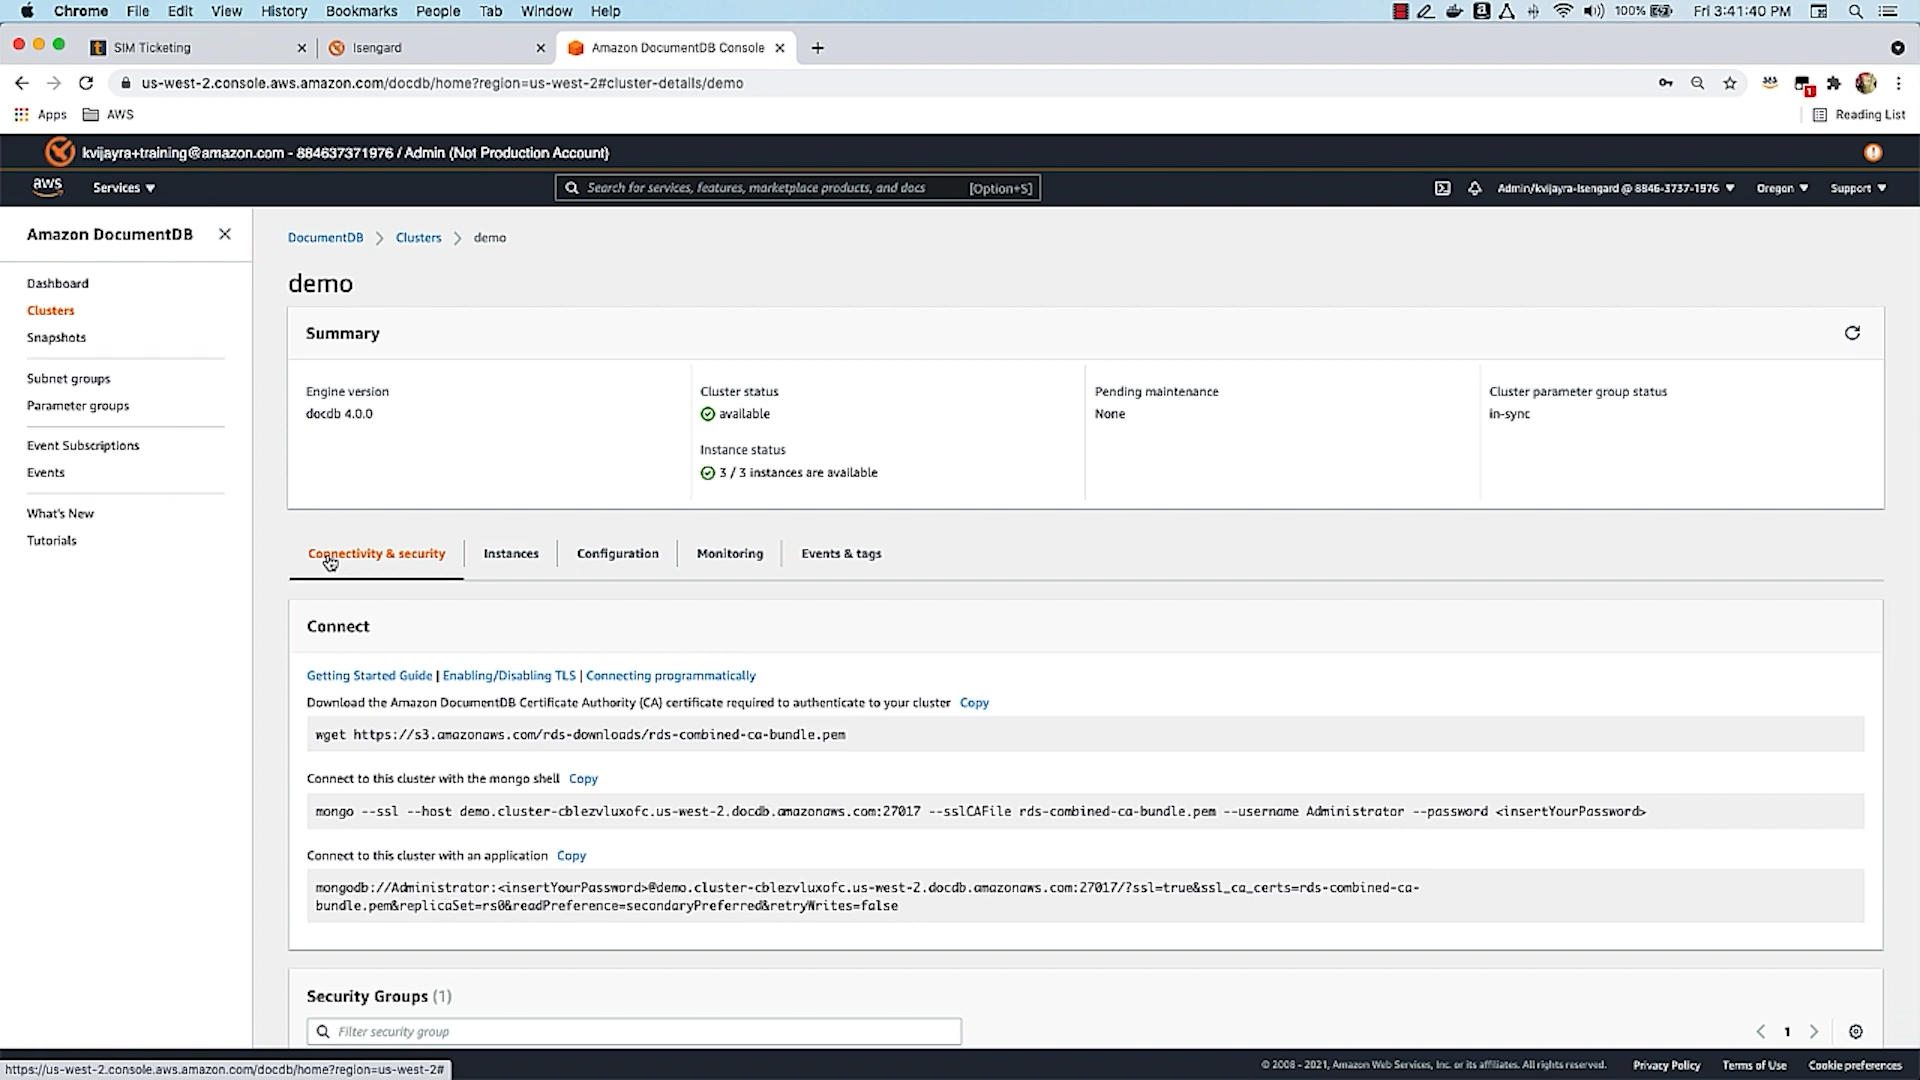 Chrome File Edit View History Bookmarks People Tab Window Help 100% Fri 3:41:40 PM
SIM Ticketing
Isengard
Amazon DocumentDB Console
us-west-2.console.aws.amazon.com/docdb/home?region=us-west-2#cluster-details/demo
1
Apps AWS Reading List
kvijayra+training@amazon.com - 884637371976 / Admin (Not Production Account)
aws Services Search for services, features, marketplace products, and docs [Option+S] Admin/kvijayra-Isengard @ 8846-3737-1976 Oregon Support
Amazon DocumentDB
Dashboard
Clusters
Snapshots
Subnet groups
Parameter groups
Event Subscriptions
Events
What's New
Tutorials
DocumentDB Clusters demo
demo
Summary
Engine version
docdb 4.0.0
Cluster status
available
Instance status
3 / 3 instances are available
Pending maintenance
None
Cluster parameter group status
in-sync
Connectivity & security Instances Configuration Monitoring Events & tags
Connect
Getting Started Guide | Enabling/Disabling TLS | Connecting programmatically
Download the Amazon DocumentDB Certificate Authority (CA) certificate required to authenticate to your cluster Copy
wget https://s3.amazonaws.com/rds-downloads/rds-combined-ca-bundle.pem
Connect to this cluster with the mongo shell Copy
mongo --ssl --host demo.cluster-cblezvluxofc.us-west-2.docdb.amazonaws.com:27017 --sslCAFile rds-combined-ca-bundle.pem --username Administrator --password <insertYourPassword>
Connect to this cluster with an application Copy
mongodb://Administrator:<insertYourPassword>@demo.cluster-cblezvluxofc.us-west-2.docdb.amazonaws.com:27017/?ssl=true&ssl_ca_certs=rds-combined-ca-
bundle.pem&replicaSet=rs0&readPreference=secondaryPreferred&retryWrites=false
Security Groups (1)
Filter security group
1
https://us-west-2.console.aws.amazon.com/docdb/home?region=us-west-2#
© 2008 - 2021, Amazon Web Services, Inc. or its affiliates. All rights reserved. Privacy Policy Terms of Use Cookie preferences